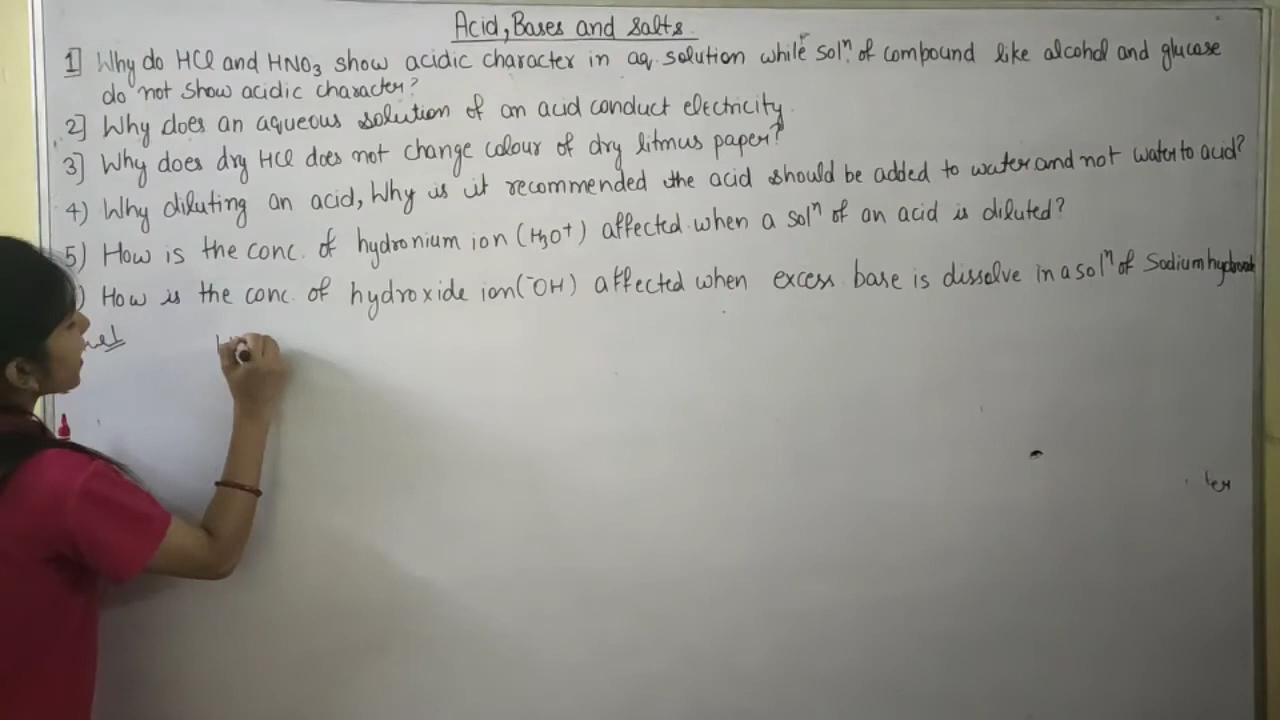 Acid, Bases and Salts
1] Why do HCl and HNO3 show acidic character in aq. solution while solⁿ. of compound like alcohol and glucose
do not show acidic character?
2] Why does an aqueous solution of an acid conduct electricity.
3] Why does dry HCl does not change colour of dry litmus paper?
4) Why diluting an acid, Why is it recommended the acid should be added to water and not water to acid?
5) How is the conc. of hydronium ion (H3O⁺) affected when a solⁿ of an acid is diluted?
) How is the conc. of hydroxide ion (⁻OH) affected when excess base is dissolve in a solⁿ of Sodium